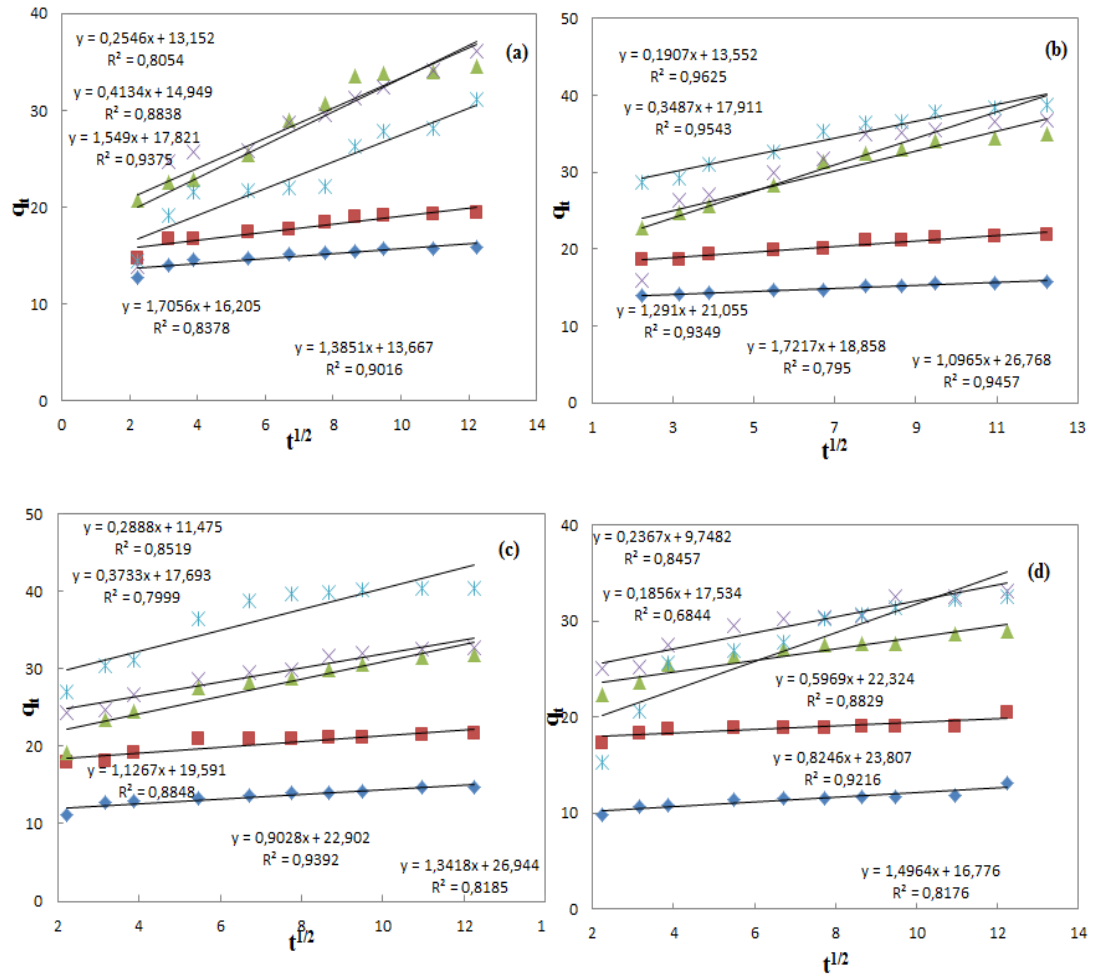 40
30
20
10
0
0
2
4
6
8
10
12
14
qt
t1/2
(a)
y = 0,2546x + 13,152
R² = 0,8054
y = 0,4134x + 14,949
R² = 0,8838
y = 1,549x + 17,821
R² = 0,9375
y = 1,7056x + 16,205
R² = 0,8378
y = 1,3851x + 13,667
R² = 0,9016
50
40
30
20
10
0
1
3
5
7
9
11
13
t1/2
(b)
y = 0,1907x + 13,552
R² = 0,9625
y = 0,3487x + 17,911
R² = 0,9543
y = 1,291x + 21,055
R² = 0,9349
y = 1,7217x + 18,858
R² = 0,795
y = 1,0965x + 26,768
R² = 0,9457
50
40
30
20
10
0
2
4
6
8
10
12
1
qt
t1/2
(c)
y = 0,2888x + 11,475
R² = 0,8519
y = 0,3733x + 17,693
R² = 0,7999
y = 1,1267x + 19,591
R² = 0,8848
y = 0,9028x + 22,902
R² = 0,9392
y = 1,3418x + 26,944
R² = 0,8185
40
30
20
10
0
2
4
6
8
10
12
14
qt
t1/2
(d)
y = 0,2367x + 9,7482
R² = 0,8457
y = 0,1856x + 17,534
R² = 0,6844
y = 0,5969x + 22,324
R² = 0,8829
y = 0,8246x + 23,807
R² = 0,9216
y = 1,4964x + 16,776
R² = 0,8176